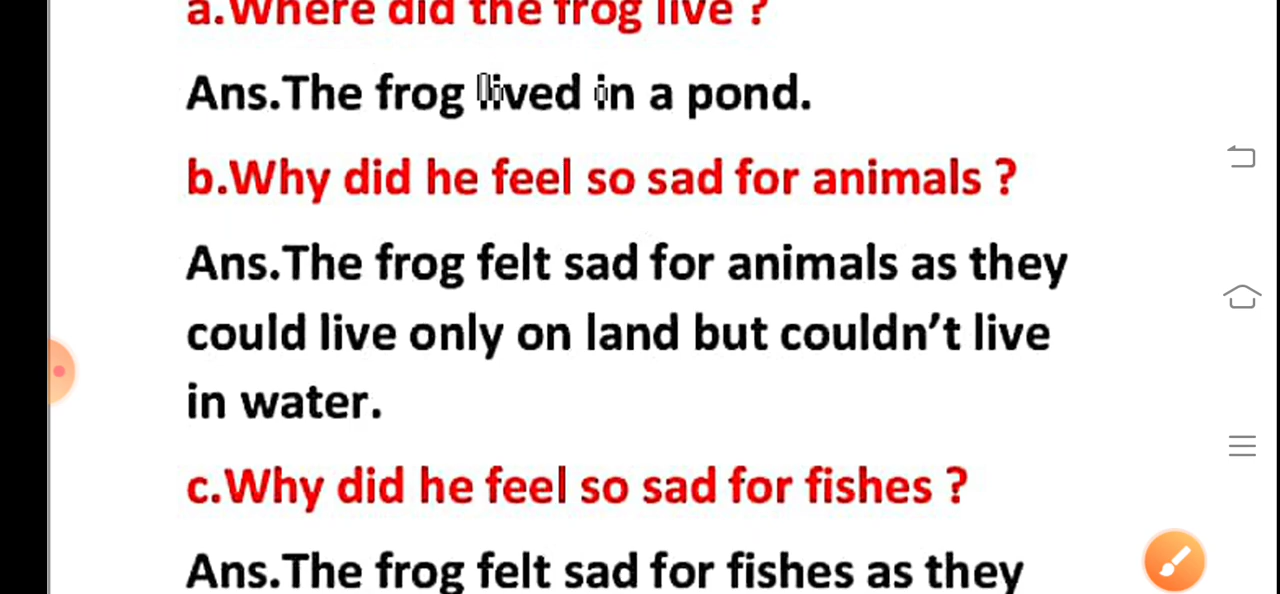 a.Where did the frog live ?
Ans.The frog lived in a pond.
b.Why did he feel so sad for animals ?
Ans.The frog felt sad for animals as they
could live only on land but couldn’t live
in water.
c.Why did he feel so sad for fishes ?
Ans.The frog felt sad for fishes as they